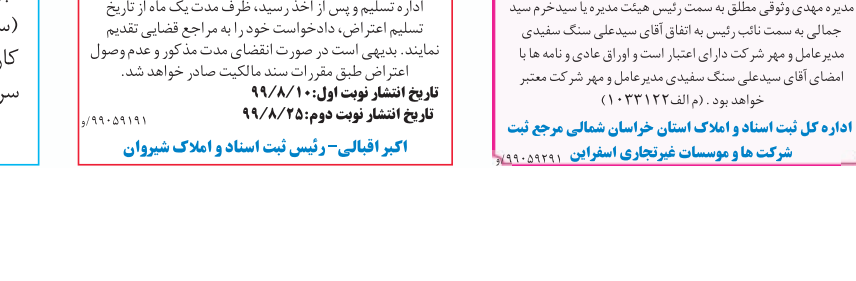 مدیره مهدی وثوقی مطلق به سمت رئیس هیئت مدیره یا سیدخرم سید
جمالی به سمت نائب رئیس به اتفاق آقای سیدعلی سنگ سفیدی
مدیرعامل و مهر شرکت دارای اعتبار است و اوراق عادی و نامه ها با
امضای آقای سیدعلی سنگ سفیدی مدیرعامل و مهر شرکت معتبر
خواهد بود . (م الف۱۰۳۳۱۲۲)
اداره کل ثبت اسناد و املاک استان خراسان شمالی مرجع ثبت
شرکت ها و موسسات غیرتجاری اسفراین
۹۹۰۵۹۲۹۱/و
اداره تسلیم و پس از اخذ رسید، ظرف مدت یک ماه از تاریخ
تسلیم اعتراض، دادخواست خود را به مراجع قضایی تقدیم
نمایند. بدیهی است در صورت انقضای مدت مذکور و عدم وصول
اعتراض طبق مقررات سند مالکیت صادر خواهد شد.
تاریخ انتشار نوبت اول:۹۹/۸/۱۰
تاریخ انتشار نوبت دوم:۹۹/۸/۲۵
۹۹۰۵۹۱۹۱/و
اکبر اقبالی- رئیس ثبت اسناد و املاک شیروان